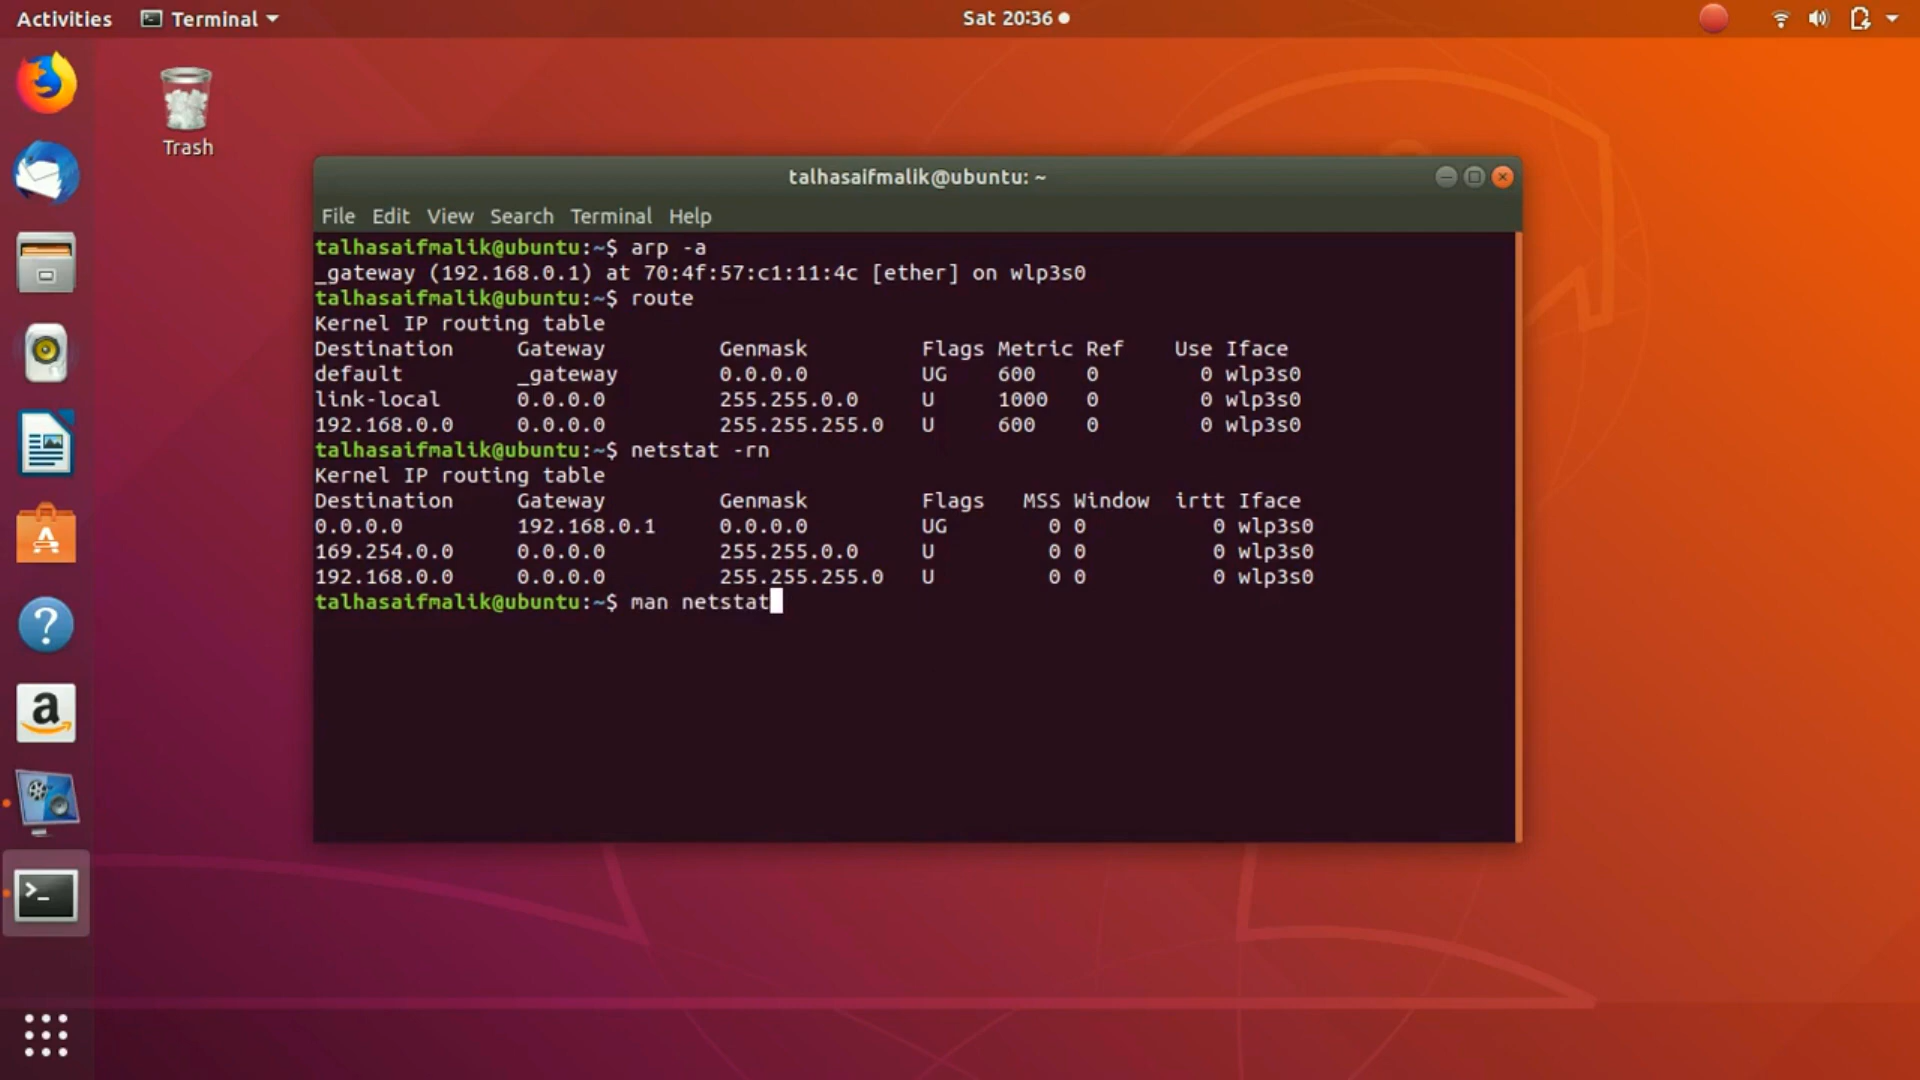 Activities Terminal Sat 20:36
Trash
talhasaifmalik@ubuntu: ~
File Edit View Search Terminal Help
talhasaifmalik@ubuntu:~$ arp -a
_gateway (192.168.0.1) at 70:4f:57:c1:11:4c [ether] on wlp3s0
talhasaifmalik@ubuntu:~$ route
Kernel IP routing table
Destination     Gateway         Genmask         Flags Metric Ref    Use Iface
default         _gateway        0.0.0.0         UG    600    0        0 wlp3s0
link-local      0.0.0.0         255.255.0.0     U     1000   0        0 wlp3s0
192.168.0.0     0.0.0.0         255.255.255.0   U     600    0        0 wlp3s0
talhasaifmalik@ubuntu:~$ netstat -rn
Kernel IP routing table
Destination     Gateway         Genmask         Flags   MSS Window  irtt Iface
0.0.0.0         192.168.0.1     0.0.0.0         UG        0 0          0 wlp3s0
169.254.0.0     0.0.0.0         255.255.0.0     U         0 0          0 wlp3s0
192.168.0.0     0.0.0.0         255.255.255.0   U         0 0          0 wlp3s0
talhasaifmalik@ubuntu:~$ man netstat